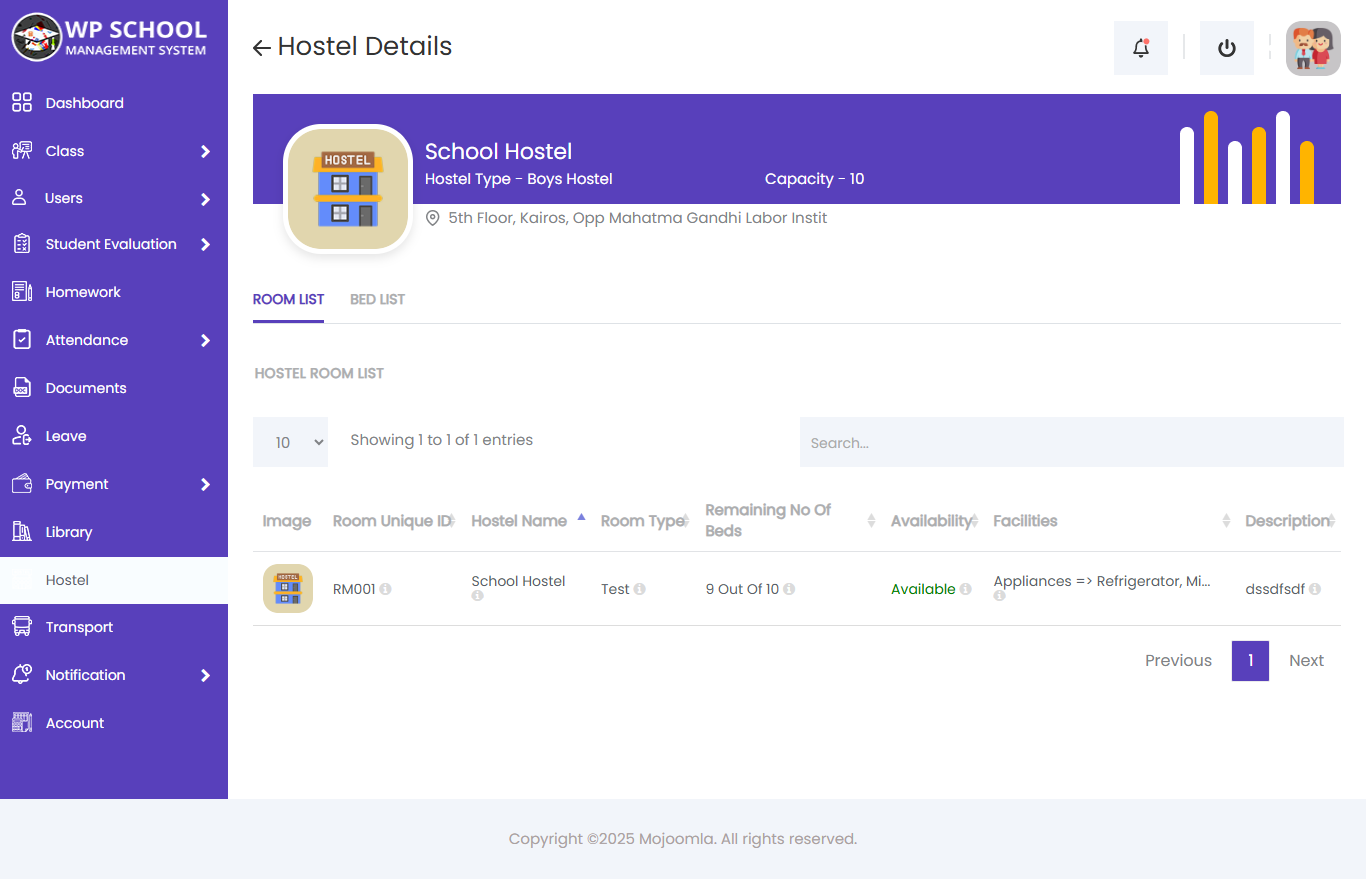 WP SCHOOL
MANAGEMENT SYSTEM
Dashboard
Class
Users
Student Evaluation
Homework
Attendance
Documents
Leave
Payment
Library
Hostel
Transport
Notification
Account
Hostel Details
HOSTEL
School Hostel
Hostel Type - Boys Hostel
Capacity - 10
5th Floor, Kairos, Opp Mahatma Gandhi Labor Instit
ROOM LIST BED LIST
HOSTEL ROOM LIST
10 Showing 1 to 1 of 1 entries Search...
Image Room Unique ID Hostel Name Room Type Remaining No Of Beds Availability Facilities Description
HOSTEL RM001 School Hostel Test 9 Out Of 10 Available Appliances => Refrigerator, Mi... dssdfsdf
Previous 1 Next
Copyright ©2025 Mojoomla. All rights reserved.